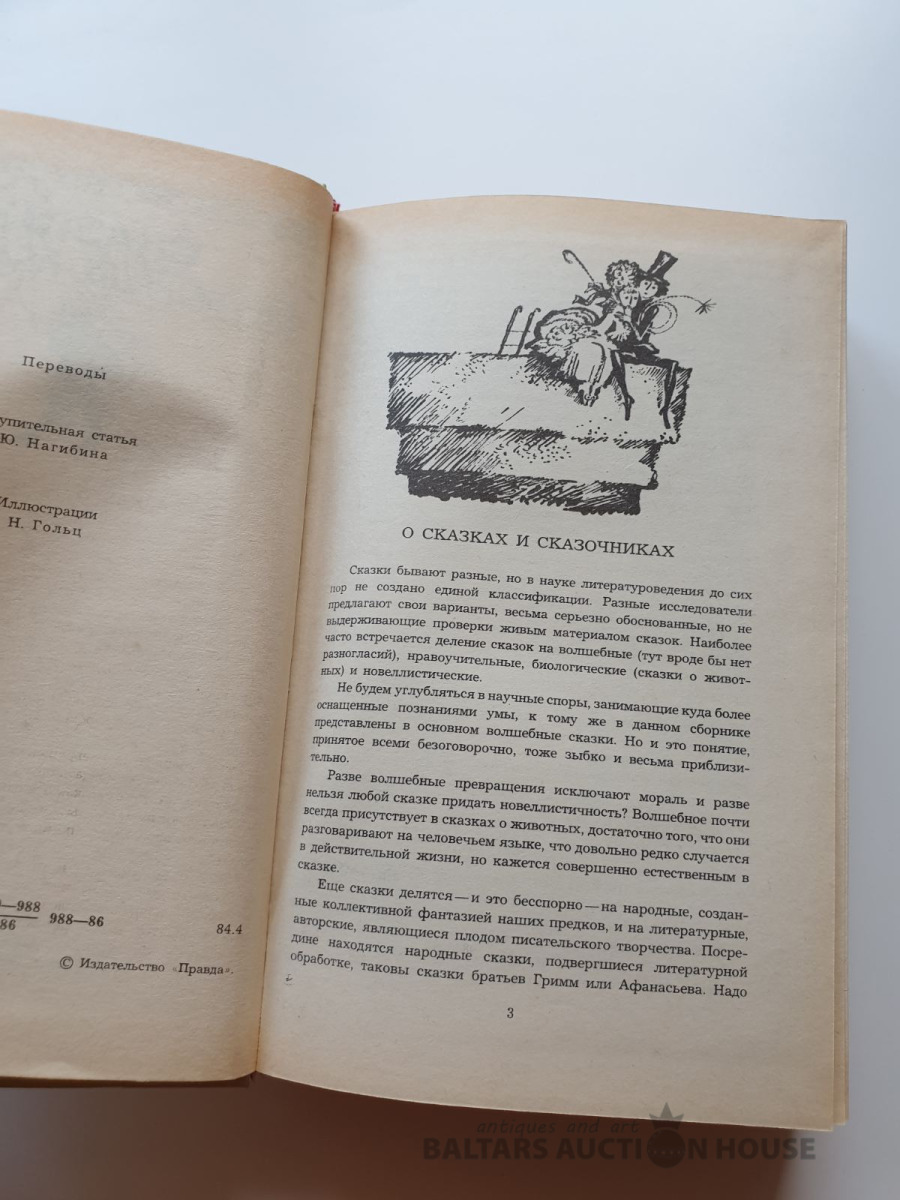 Переводы
упительная статья
Ю. Нагибина
Иллюстрации
Н. Гольц
—988
86
988—86
84.4
© Издательство «Правда».
О СКАЗКАХ И СКАЗОЧНИКАХ
Сказки бывают разные, но в науке литературоведения до сих
пор не создано единой классификации. Разные исследователи
предлагают свои варианты, весьма серьезно обоснованные, но не
выдерживающие проверки живым материалом сказок. Наиболее
часто встречается деление сказок на волшебные (тут вроде бы нет
разногласий), нравоучительные, биологические (сказки о живот-
ных) и новеллистические.
Не будем углубляться в научные споры, занимающие куда более
оснащенные познаниями умы, к тому же в данном сборнике
представлены в основном волшебные сказки. Но и это понятие,
принятое всеми безоговорочно, тоже зыбко и весьма приблизи-
тельно.
Разве волшебные превращения исключают мораль и разве
нельзя любой сказке придать новеллистичность? Волшебное почти
всегда присутствует в сказках о животных, достаточно того, что они
разговаривают на человечьем языке, что довольно редко случается
в действительной жизни, но кажется совершенно естественным в
сказке.
Еще сказки делятся — и это бесспорно — на народные, создан-
ные коллективной фантазией наших предков, и на литературные,
авторские, являющиеся плодом писательского творчества. Посре-
дине находятся народные сказки, подвергшиеся литературной
обработке, таковы сказки братьев Гримм или Афанасьева. Надо
3
antiques and art
BALTARS AUCTION HOUSE